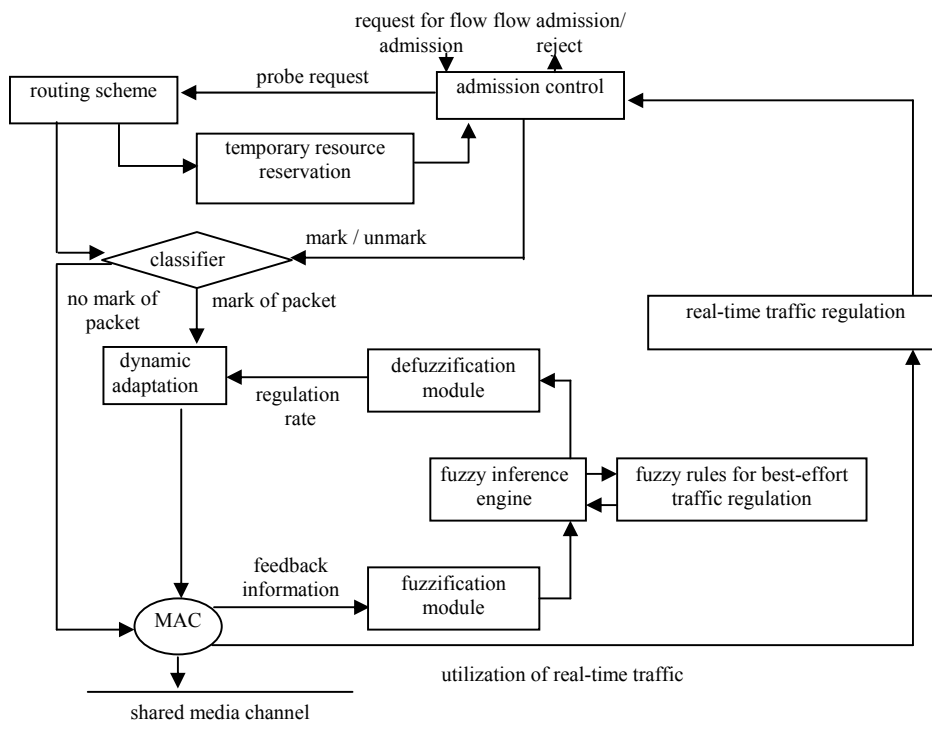 request for flow flow admission/
admission reject
probe request
routing scheme
admission control
temporary resource
reservation
mark / unmark
classifier
no mark of
packet
mark of packet
real-time traffic regulation
dynamic
adaptation
regulation
rate
defuzzification
module
fuzzy inference
engine
fuzzy rules for best-effort
traffic regulation
feedback
information
fuzzification
module
MAC
utilization of real-time traffic
shared media channel